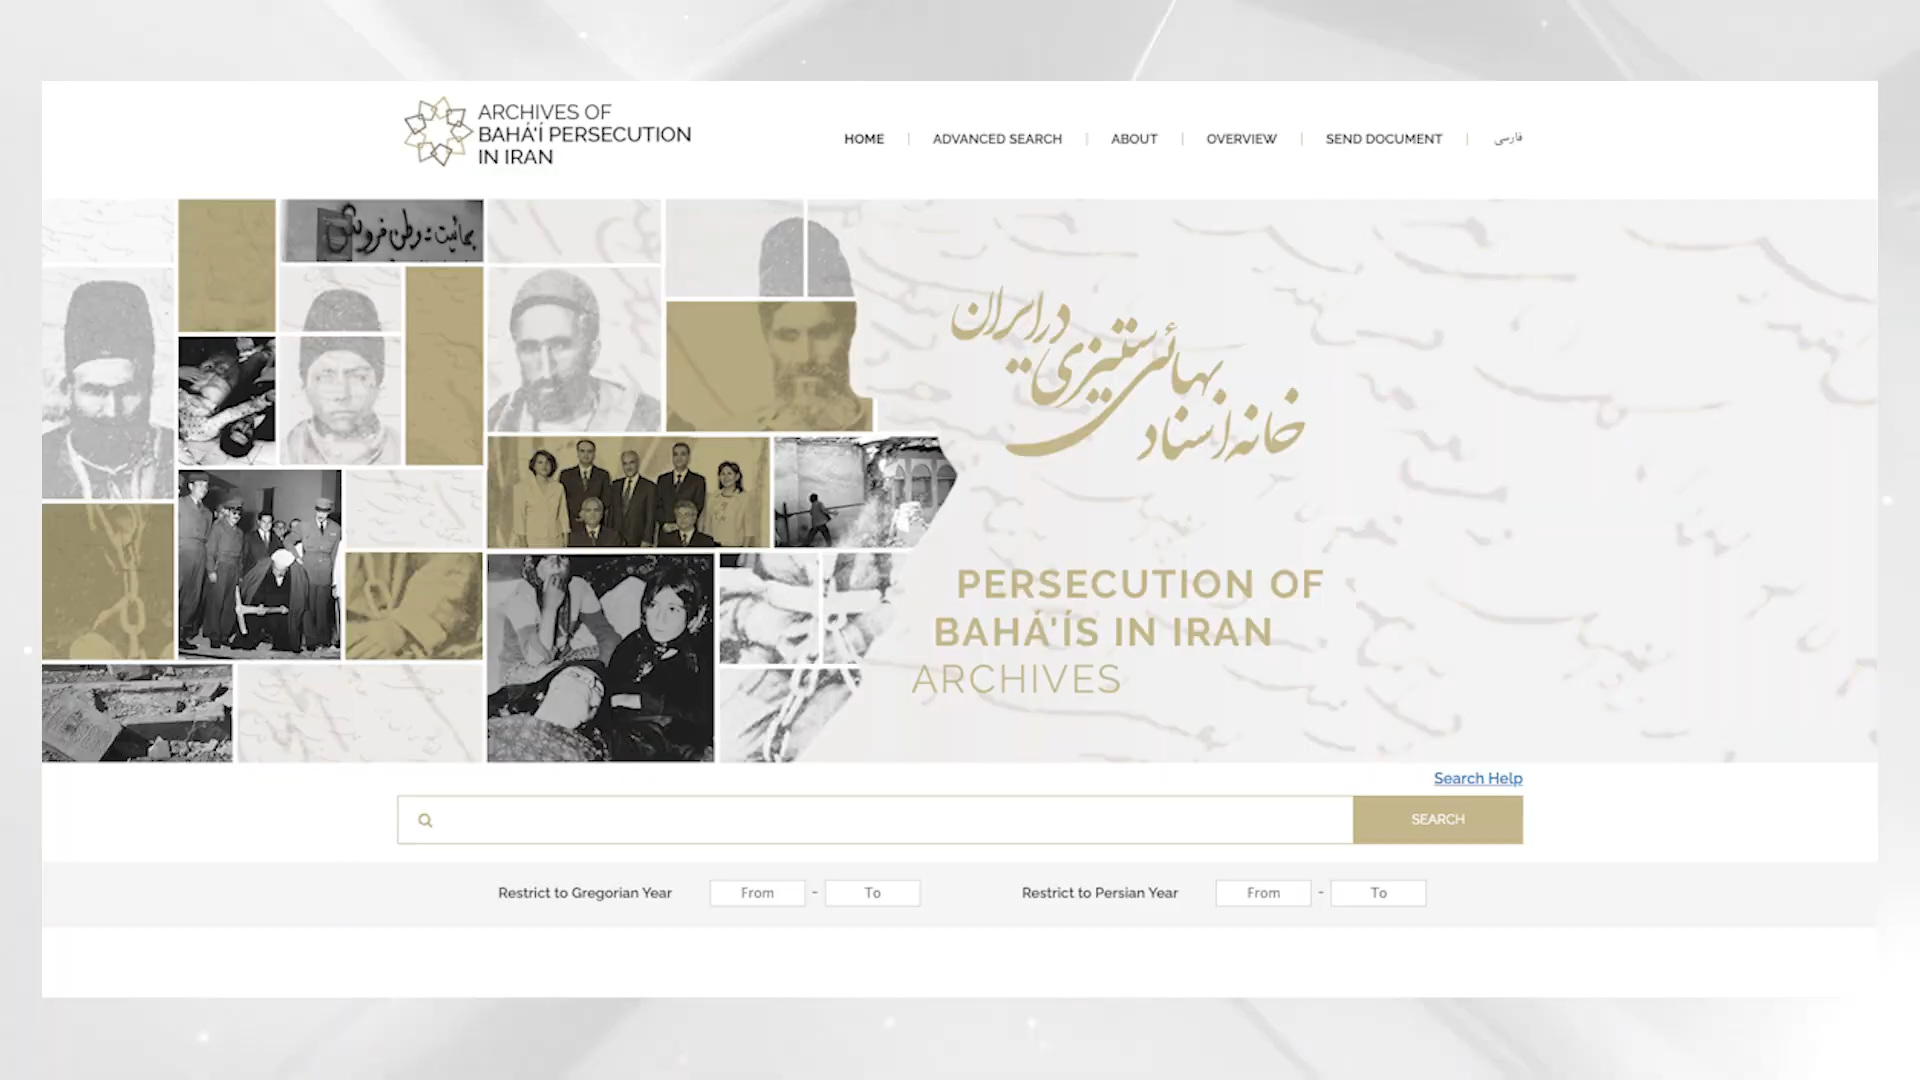 ARCHIVES OF
BAHÁ'Í PERSECUTION
IN IRAN
HOME | ADVANCED SEARCH | ABOUT | OVERVIEW | SEND DOCUMENT | فارسی
بهائیت : وطن فروشی
خانه اسناد
بهائی ستیزی در ایران
PERSECUTION OF
BAHÁ'ÍS IN IRAN
ARCHIVES
Search Help
SEARCH
Restrict to Gregorian Year From - To Restrict to Persian Year From - To